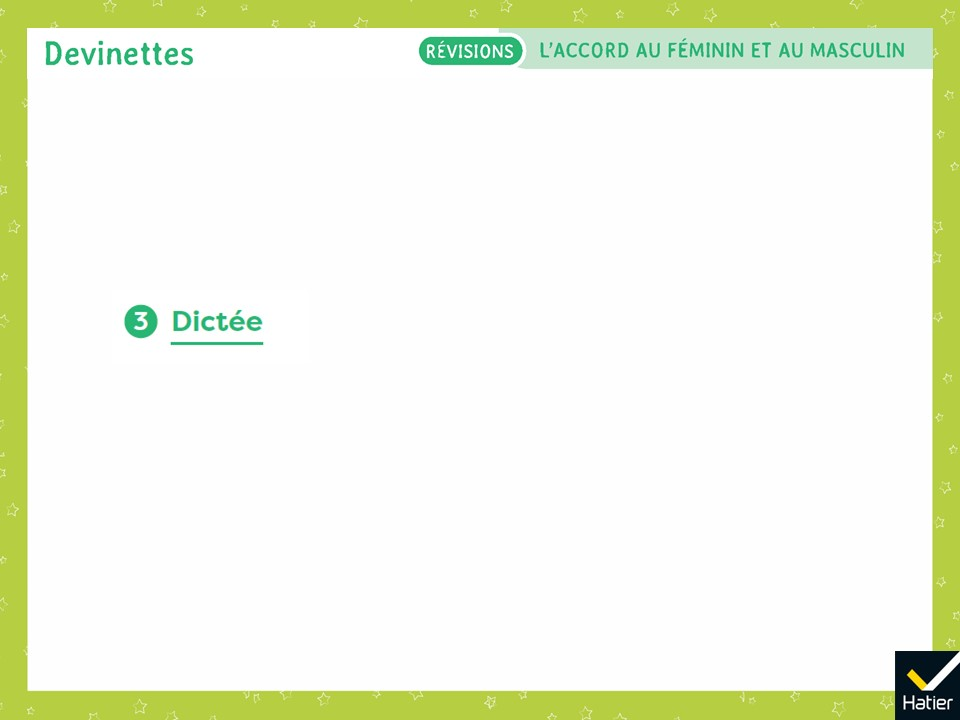 Devinettes
RÉVISIONS L'ACCORD AU FÉMININ ET AU MASCULIN
3 Dictée
Hatier